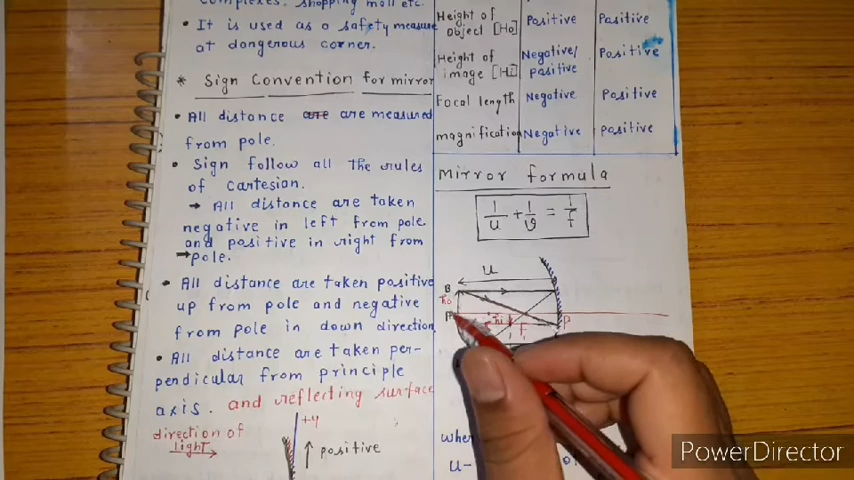 complexes, shopping moll etc.
• It is used as a safety measure
at dangerous corner.
* Sign Convention for mirror
• All distance are are measured
from pole.
• Sign follow all the rules
of cartesian.
→ All distance are taken
negative in left from pole
and positive in right from
→ pole.
• All distance are taken positive
up from pole and negative
from pole in down direction
• All distance are taken per-
pendicular from principle
axis. and reflecting surface
direction of
light
+y
↑ positive
Height of
object [Ho] Positive Positive
Height of
image [Hi] Negative/
positive Positive
Focal length Negative Positive
magnification Negative Positive
Mirror formula
1/u + 1/v = 1/f
u
B
ho
A
hi
F
P
whe
u-
PowerDirector